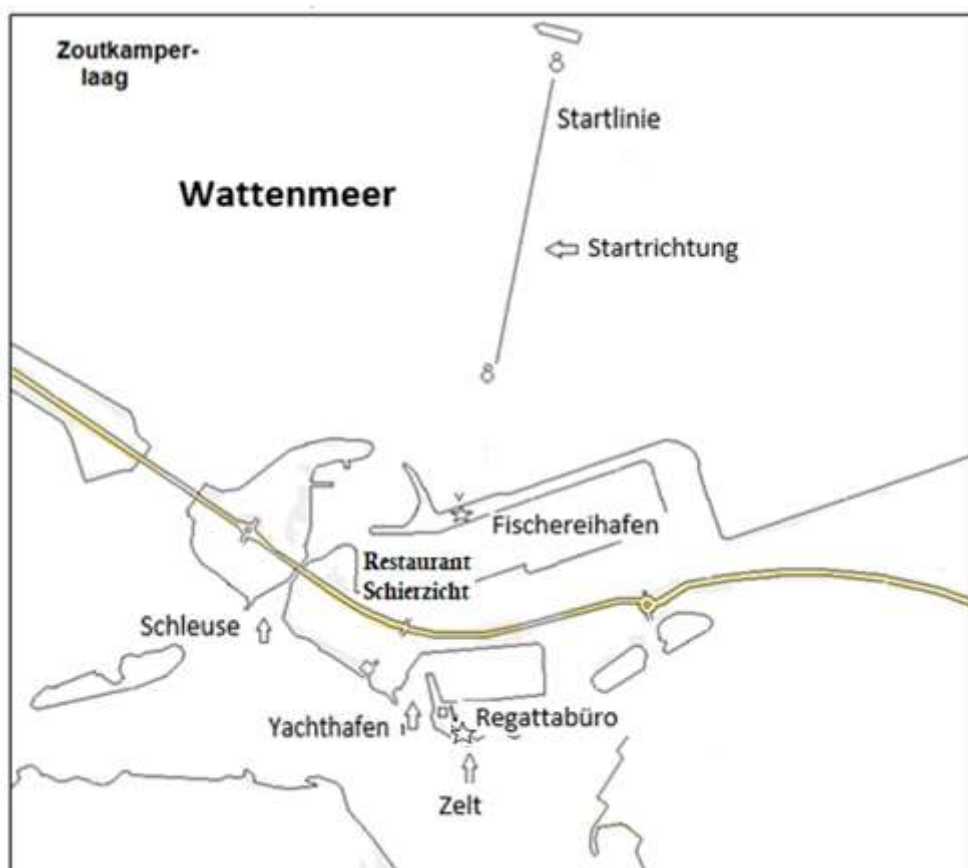 Zoutkamper-
laag
Startlinie
Wattenmeer
Startrichtung
Fischereihafen
Restaurant
Schierzicht
Schleuse
Yachthafen
Regattabüro
Zelt